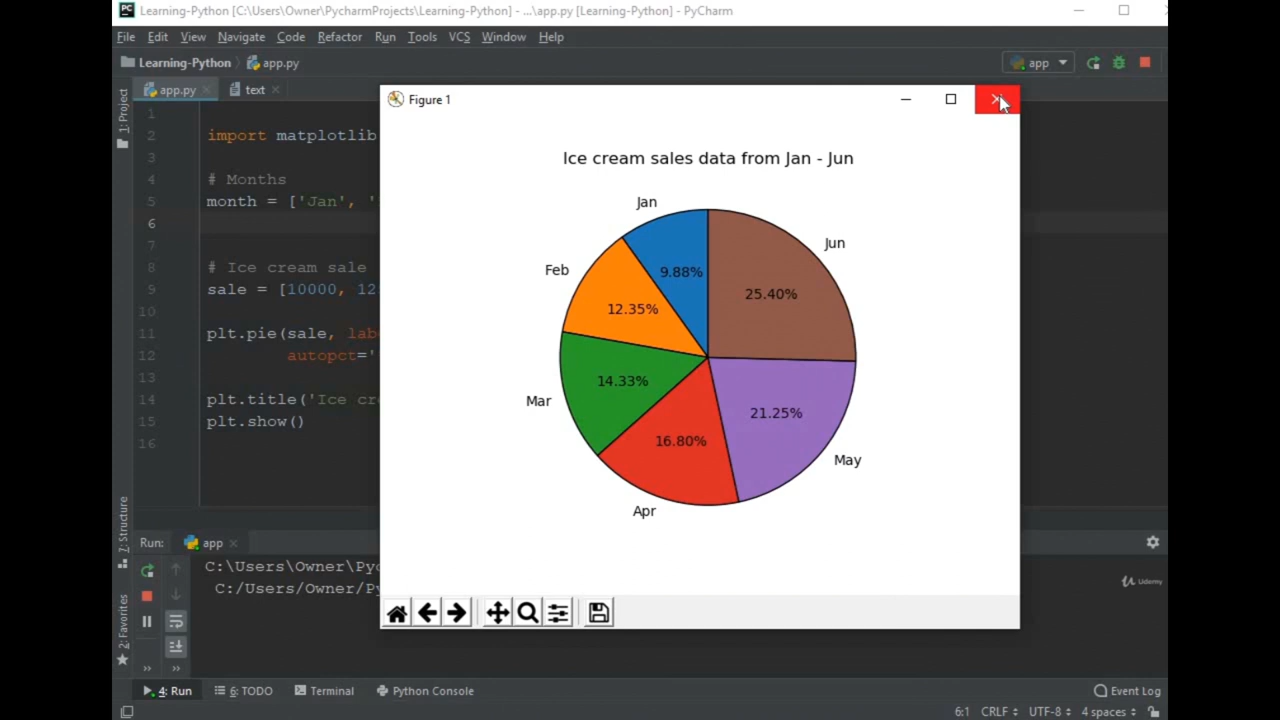 Learning-Python [C:\Users\Owner\PycharmProjects\Learning-Python] - ...\app.py [Learning-Python] - PyCharm
File Edit View Navigate Code Refactor Run Tools VCS Window Help
Learning-Python app.py app
1: Project
app.py text
1
2 import matplotlib
3
4 # Months
5 month = ['Jan', '
6
7
8 # Ice cream sale
9 sale = [10000, 12
10
11 plt.pie(sale, lab
12 autopct='
13
14 plt.title('Ice cr
15 plt.show()
16
Figure 1
Ice cream sales data from Jan - Jun
Jan
Jun
Feb
9.88%
25.40%
12.35%
14.33%
Mar
21.25%
16.80%
May
Apr
7: Structure
2: Favorites
Run: app
C:\Users\Owner\Pyc
C:/Users/Owner/Py
Udemy
4: Run 6: TODO Terminal Python Console Event Log
6:1 CRLF UTF-8 4 spaces